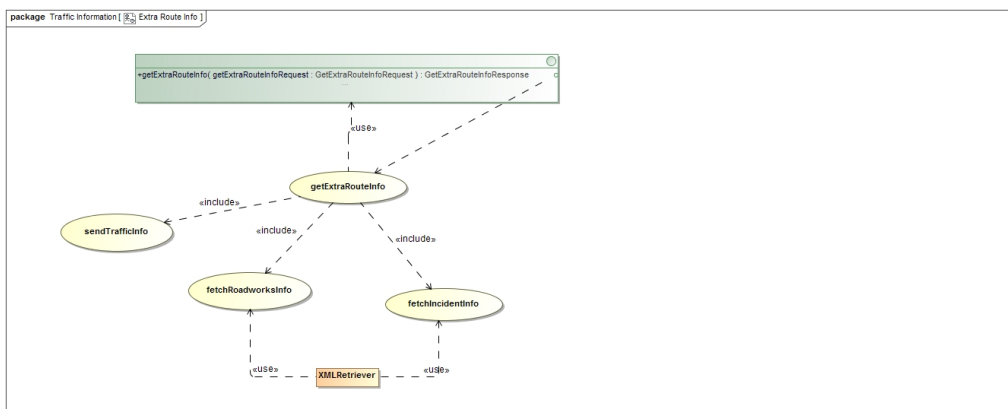 package Traffic Information [ Extra Route Info ]
+getExtraRouteInfo( getExtraRouteInfoRequest : GetExtraRouteInfoRequest ) : GetExtraRouteInfoResponse
...
«use»
getExtraRouteInfo
«include»
sendTrafficInfo
«include»
«include»
fetchRoadworksInfo
fetchIncidentInfo
«use»
XMLRetriever
«use»